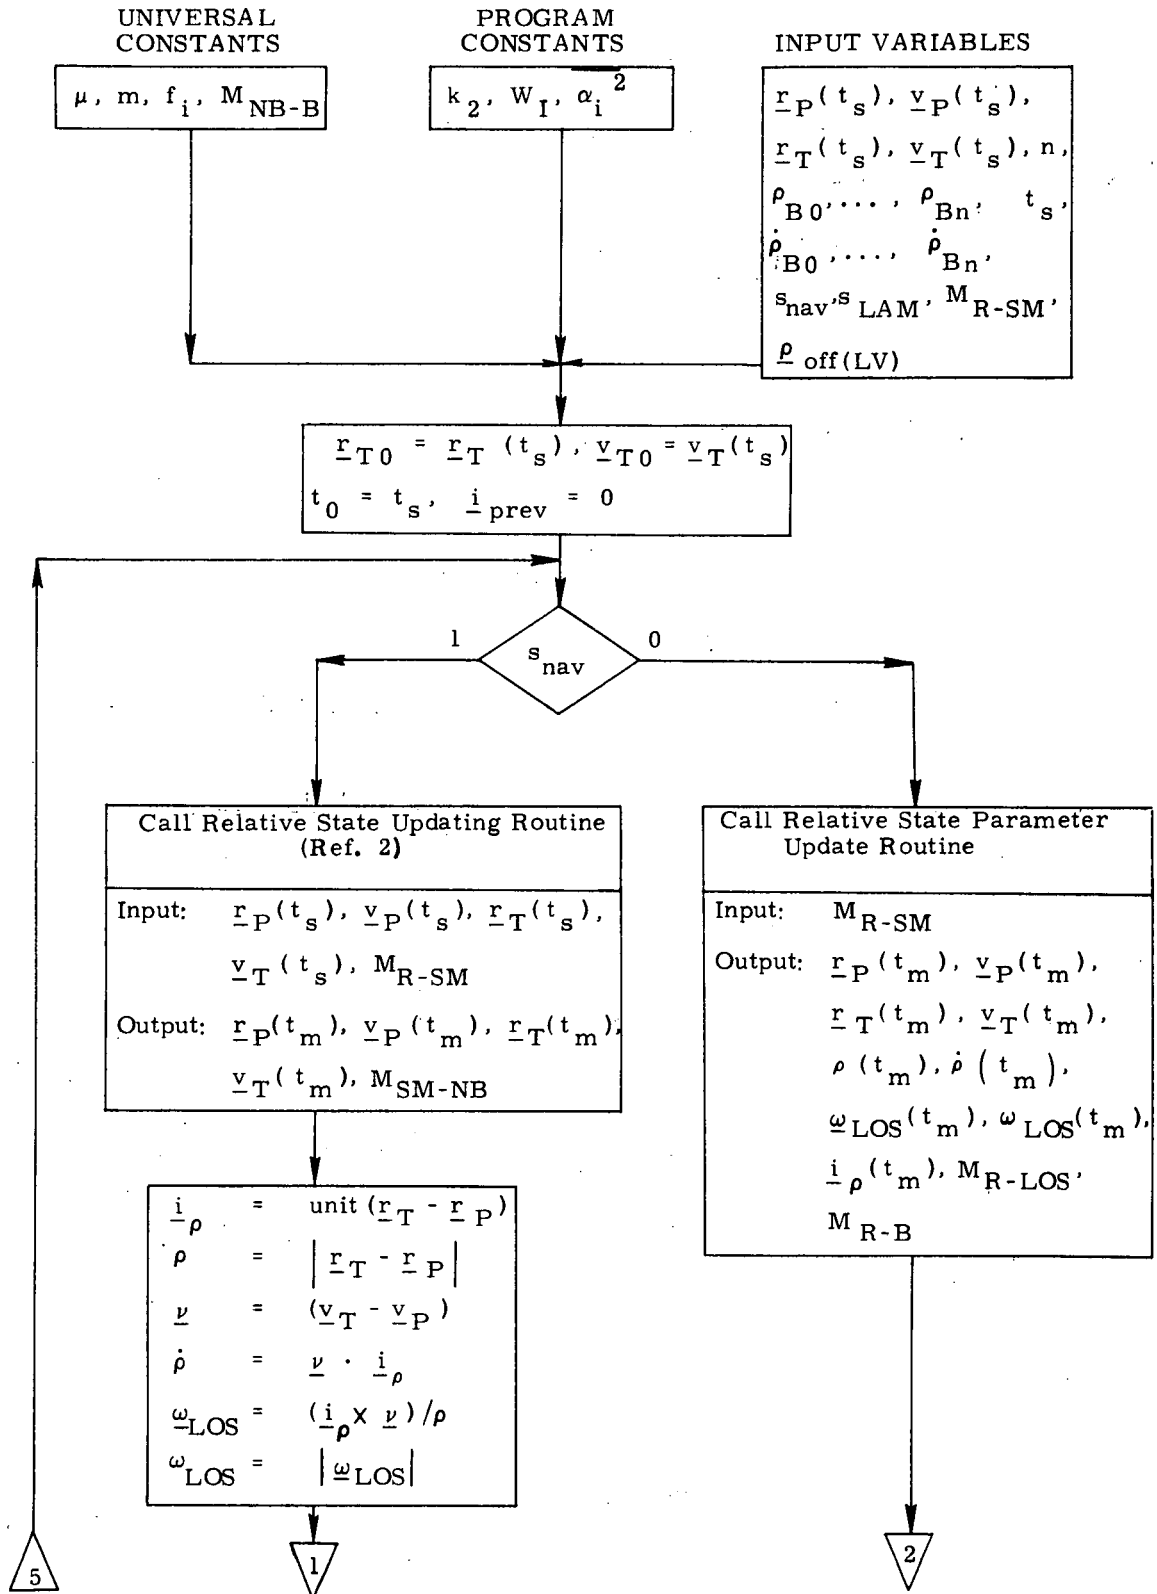 UNIVERSAL
CONSTANTS
PROGRAM
CONSTANTS
INPUT VARIABLES
μ, m, f_i, M_NB-B
k_2, W_I, α_i^2
r_P(t_s), v_P(t_s),
r_T(t_s), v_T(t_s), n,
ρ_B0, ..., ρ_Bn, t_s,
ρ̇_B0, ..., ρ̇_Bn,
s_nav, s_LAM, M_R-SM,
ρ_off(LV)
r_T0 = r_T(t_s), v_T0 = v_T(t_s)
t_0 = t_s, i_prev = 0
1
s_nav
0
Call Relative State Updating Routine
(Ref. 2)
Input: r_P(t_s), v_P(t_s), r_T(t_s),
v_T(t_s), M_R-SM
Output: r_P(t_m), v_P(t_m), r_T(t_m),
v_T(t_m), M_SM-NB
Call Relative State Parameter
Update Routine
Input: M_R-SM
Output: r_P(t_m), v_P(t_m),
r_T(t_m), v_T(t_m),
ρ(t_m), ρ̇(t_m),
ω_LOS(t_m), ω_LOS(t_m),
i_ρ(t_m), M_R-LOS,
M_R-B
i_ρ = unit (r_T - r_P)
ρ = |r_T - r_P|
ν = (v_T - v_P)
ρ̇ = ν · i_ρ
ω_LOS = (i_ρ × ν)/ρ
ω_LOS = |ω_LOS|
5
1
2